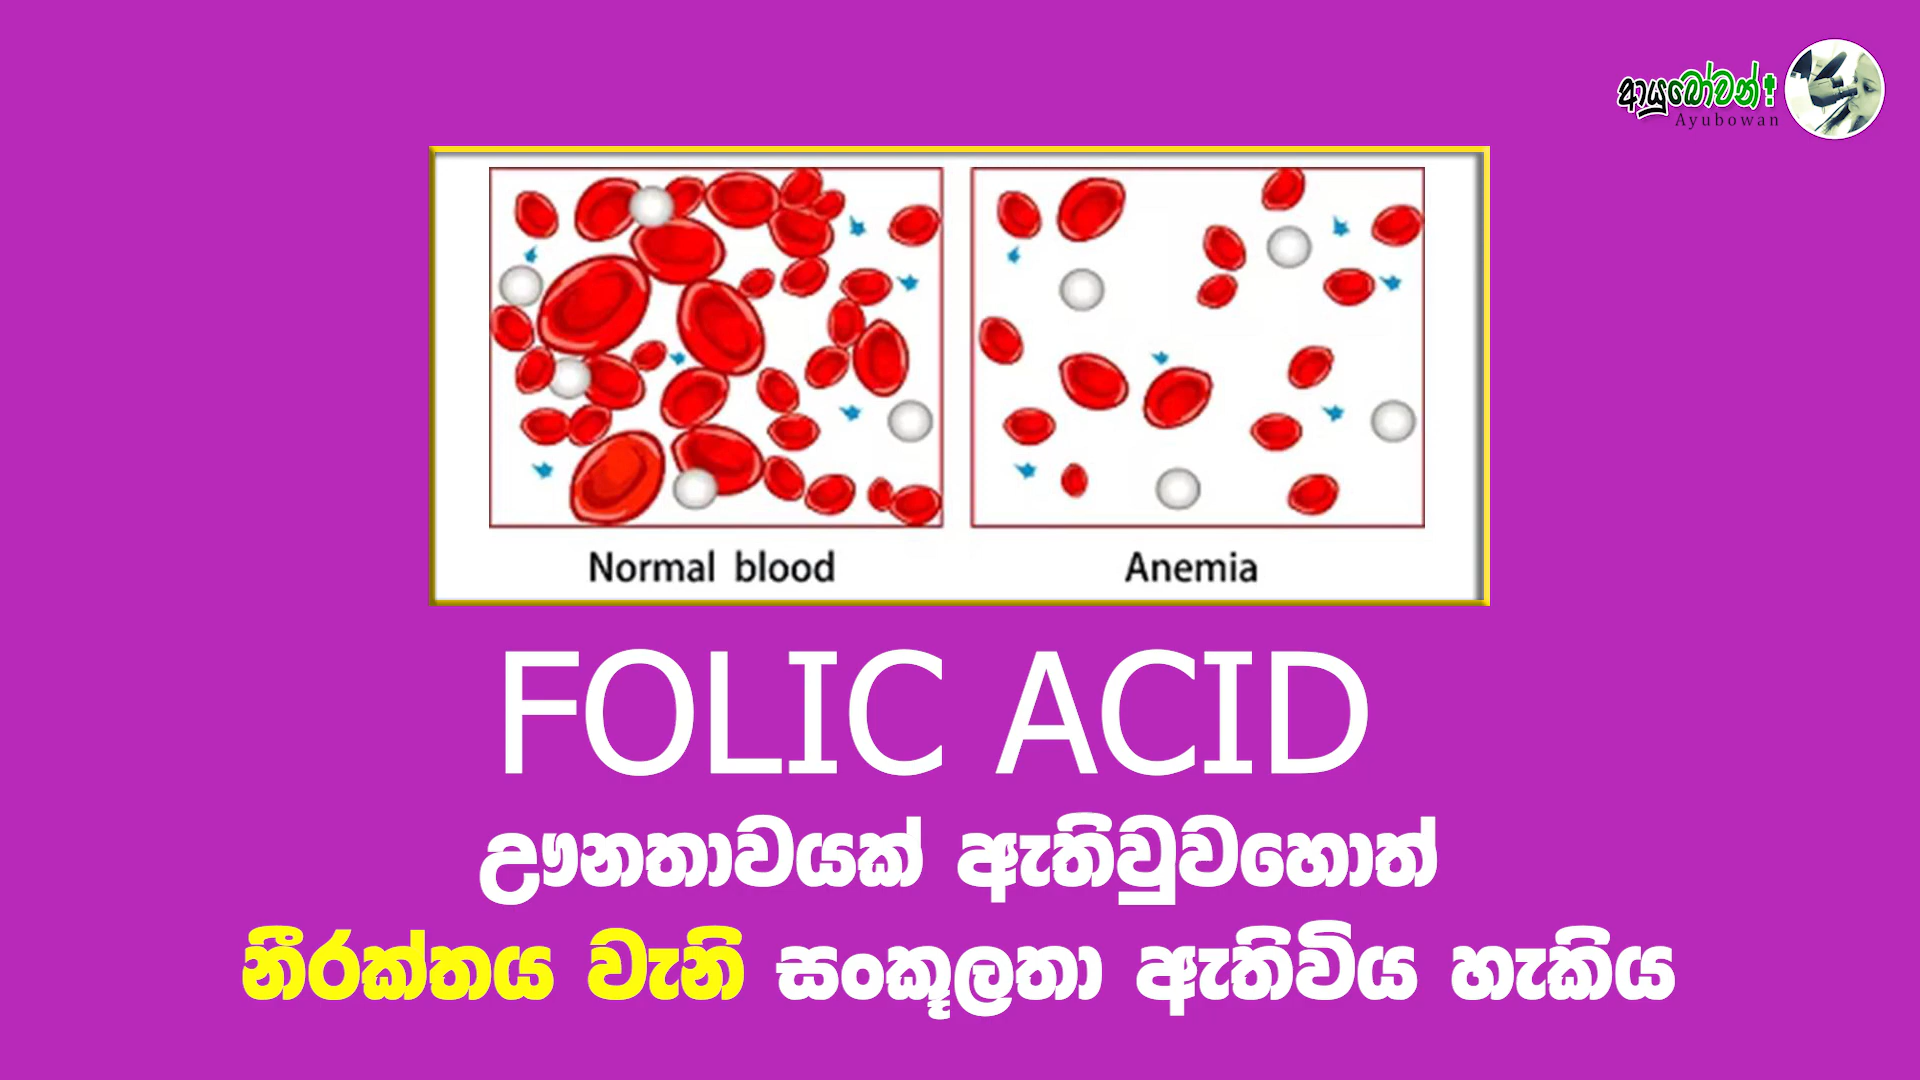 ආයුබෝවන්!
Ayubowan
Normal blood
Anemia
FOLIC ACID
ඌනතාවයක් ඇතිවුවහොත්
නීරක්තය වැනි සංකූලතා ඇතිවිය හැකිය